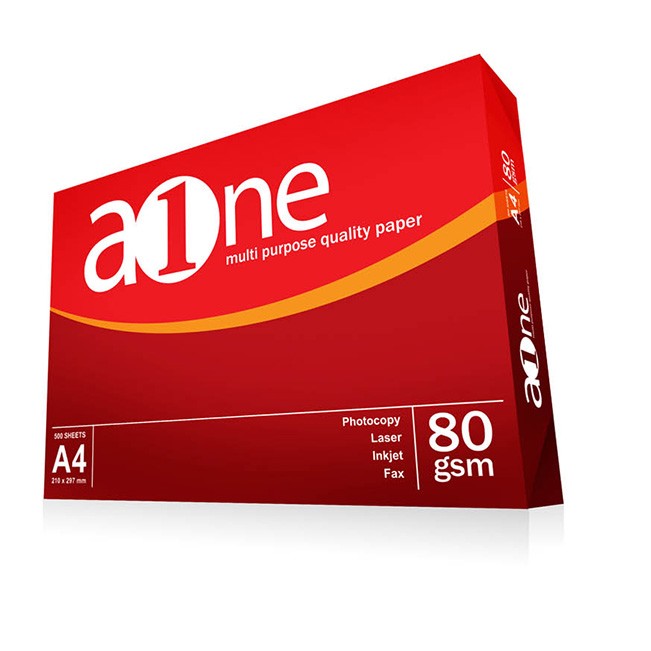 a1ne
multi purpose quality paper
500 SHEETS
A4
210 x 297 mm
Photocopy
Laser
Inkjet
Fax
80
gsm
A4
80
gsm
a1ne